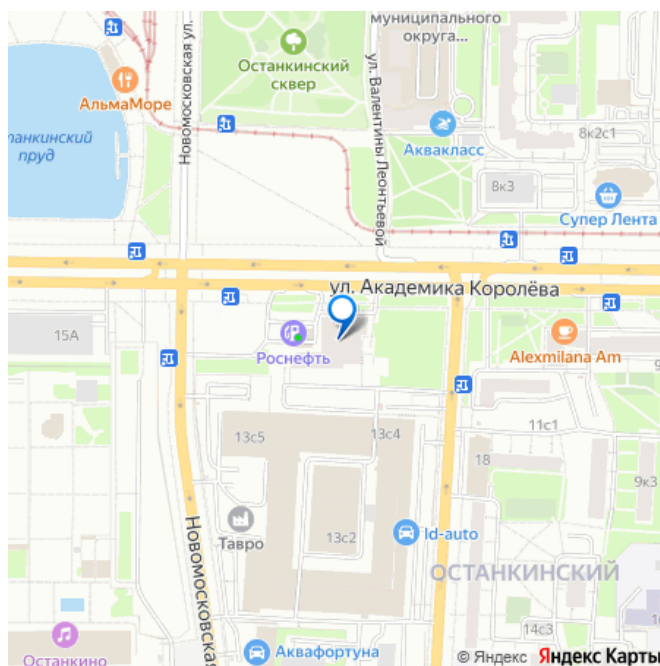 муниципального
округа...
Новомосковская ул.
Останкинский
сквер
ул. Валентины Леонтьевой
АльмаМоре
Аквакласс
8к2с1
пруд
8к3
Супер Лента
ул. Академика Королёва
15А
Роснефть
Alexmilana Am
11с1
13с5
13с4
18
9к3
Тавро
13с2
Id-auto
Новомосковская
ОСТАНКИНСКИЙ
14с3
Останкино
Аквафортуна
© Яндекс Яндекс Карты